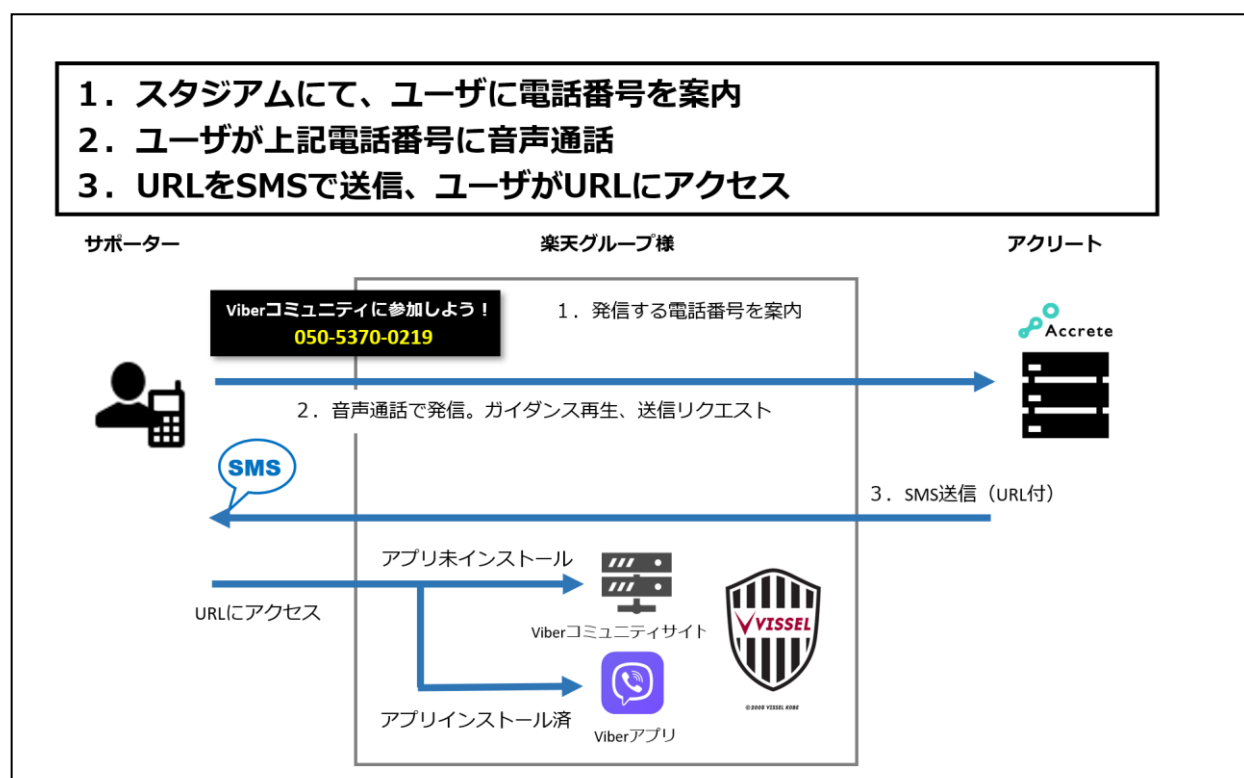 1．スタジアムにて、ユーザに電話番号を案内
2．ユーザが上記電話番号に音声通話
3．URLをSMSで送信、ユーザがURLにアクセス
サポーター
楽天グループ様
アクリート
Viberコミュニティに参加しよう！
050-5370-0219
1．発信する電話番号を案内
Accrete
2．音声通話で発信。ガイダンス再生、送信リクエスト
SMS
3．SMS送信（URL付）
アプリ未インストール
URLにアクセス
Viberコミュニティサイト
VISSEL
アプリインストール済
Viberアプリ